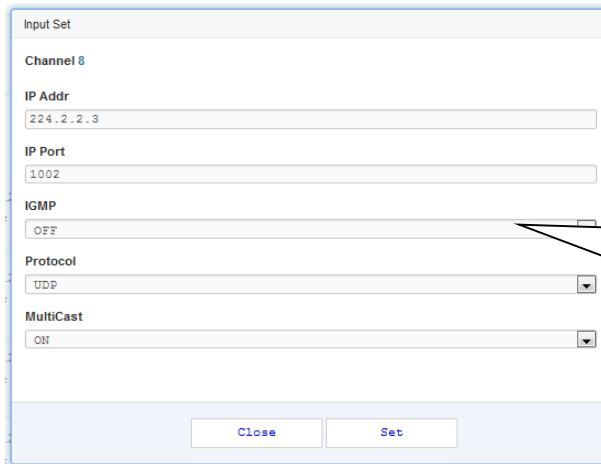 Input Set
Channel 8
IP Addr
224.2.2.3
IP Port
1002
IGMP
OFF
Protocol
UDP
MultiCast
ON
Close Set